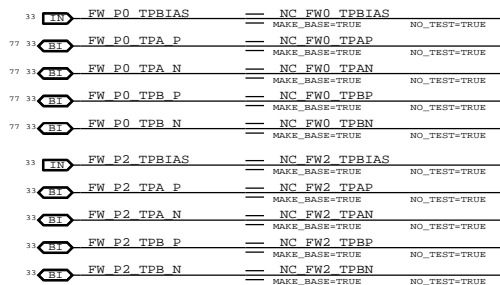 33 IN FW_P0_TPBIAS = NC_FW0_TPBIAS
MAKE_BASE=TRUE NO_TEST=TRUE
77 33 BI FW_P0_TPA_P = NC_FW0_TPAP
MAKE_BASE=TRUE NO_TEST=TRUE
77 33 BI FW_P0_TPA_N = NC_FW0_TPAN
MAKE_BASE=TRUE NO_TEST=TRUE
77 33 BI FW_P0_TPB_P = NC_FW0_TPBP
MAKE_BASE=TRUE NO_TEST=TRUE
77 33 BI FW_P0_TPB_N = NC_FW0_TPBN
MAKE_BASE=TRUE NO_TEST=TRUE
33 IN FW_P2_TPBIAS = NC_FW2_TPBIAS
MAKE_BASE=TRUE NO_TEST=TRUE
33 BI FW_P2_TPA_P = NC_FW2_TPAP
MAKE_BASE=TRUE NO_TEST=TRUE
33 BI FW_P2_TPA_N = NC_FW2_TPAN
MAKE_BASE=TRUE NO_TEST=TRUE
33 BI FW_P2_TPB_P = NC_FW2_TPBP
MAKE_BASE=TRUE NO_TEST=TRUE
33 BI FW_P2_TPB_N = NC_FW2_TPBN
MAKE_BASE=TRUE NO_TEST=TRUE